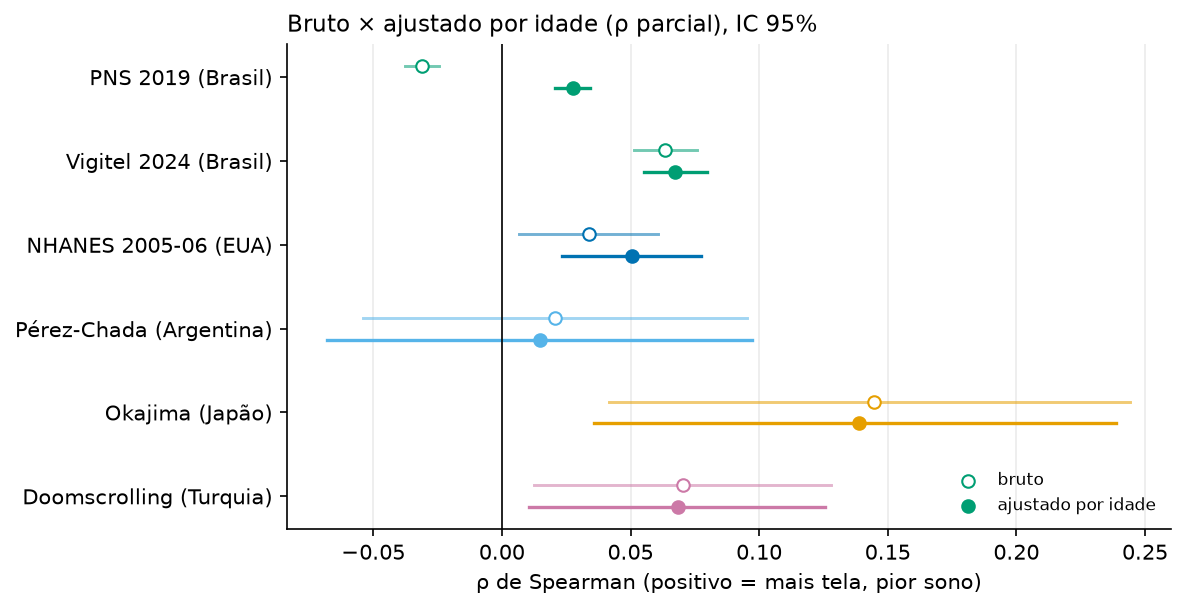 Bruto × ajustado por idade (ρ parcial), IC 95%
PNS 2019 (Brasil)
Vigitel 2024 (Brasil)
NHANES 2005-06 (EUA)
Pérez-Chada (Argentina)
Okajima (Japão)
Doomscrolling (Turquia)
bruto
ajustado por idade
−0.05 0.00 0.05 0.10 0.15 0.20 0.25
ρ de Spearman (positivo = mais tela, pior sono)